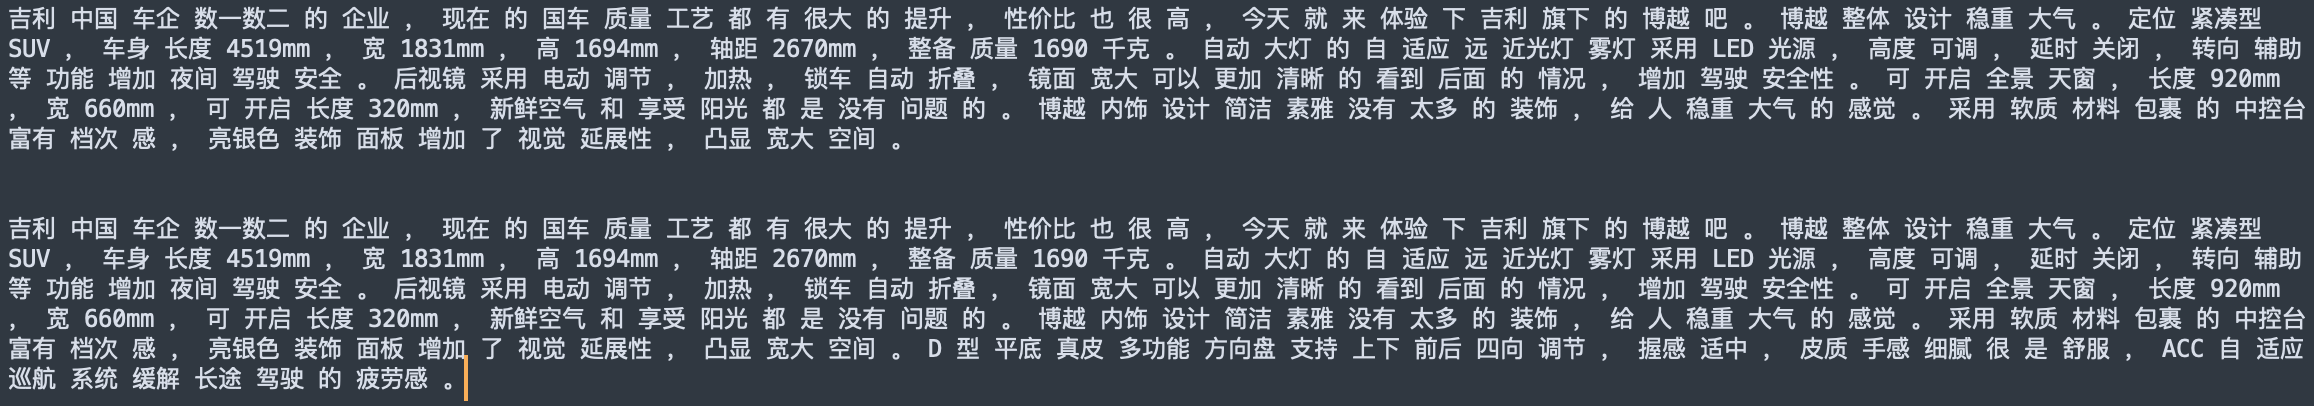 吉利 中国 车企 数一数二 的 企业 ， 现在 的 国车 质量 工艺 都 有 很大 的 提升 ， 性价比 也 很 高 ， 今天 就 来 体验 下 吉利 旗下 的 博越 吧 。 博越 整体 设计 稳重 大气 。 定位 紧凑型
SUV ， 车身 长度 4519mm ， 宽 1831mm ， 高 1694mm ， 轴距 2670mm ， 整备 质量 1690 千克 。 自动 大灯 的 自 适应 远 近光灯 雾灯 采用 LED 光源 ， 高度 可调 ， 延时 关闭 ， 转向 辅助
等 功能 增加 夜间 驾驶 安全 。 后视镜 采用 电动 调节 ， 加热 ， 锁车 自动 折叠 ， 镜面 宽大 可以 更加 清晰 的 看到 后面 的 情况 ， 增加 驾驶 安全性 。 可 开启 全景 天窗 ， 长度 920mm
， 宽 660mm ， 可 开启 长度 320mm ， 新鲜空气 和 享受 阳光 都 是 没有 问题 的 。 博越 内饰 设计 简洁 素雅 没有 太多 的 装饰 ， 给 人 稳重 大气 的 感觉 。 采用 软质 材料 包裹 的 中控台
富有 档次 感 ， 亮银色 装饰 面板 增加 了 视觉 延展性 ， 凸显 宽大 空间 。
吉利 中国 车企 数一数二 的 企业 ， 现在 的 国车 质量 工艺 都 有 很大 的 提升 ， 性价比 也 很 高 ， 今天 就 来 体验 下 吉利 旗下 的 博越 吧 。 博越 整体 设计 稳重 大气 。 定位 紧凑型
SUV ， 车身 长度 4519mm ， 宽 1831mm ， 高 1694mm ， 轴距 2670mm ， 整备 质量 1690 千克 。 自动 大灯 的 自 适应 远 近光灯 雾灯 采用 LED 光源 ， 高度 可调 ， 延时 关闭 ， 转向 辅助
等 功能 增加 夜间 驾驶 安全 。 后视镜 采用 电动 调节 ， 加热 ， 锁车 自动 折叠 ， 镜面 宽大 可以 更加 清晰 的 看到 后面 的 情况 ， 增加 驾驶 安全性 。 可 开启 全景 天窗 ， 长度 920mm
， 宽 660mm ， 可 开启 长度 320mm ， 新鲜空气 和 享受 阳光 都 是 没有 问题 的 。 博越 内饰 设计 简洁 素雅 没有 太多 的 装饰 ， 给 人 稳重 大气 的 感觉 。 采用 软质 材料 包裹 的 中控台
富有 档次 感 ， 亮银色 装饰 面板 增加 了 视觉 延展性 ， 凸显 宽大 空间 。 D 型 平底 真皮 多功能 方向盘 支持 上下 前后 四向 调节 ， 握感 适中 ， 皮质 手感 细腻 很 是 舒服 ， ACC 自 适应
巡航 系统 缓解 长途 驾驶 的 疲劳感 。